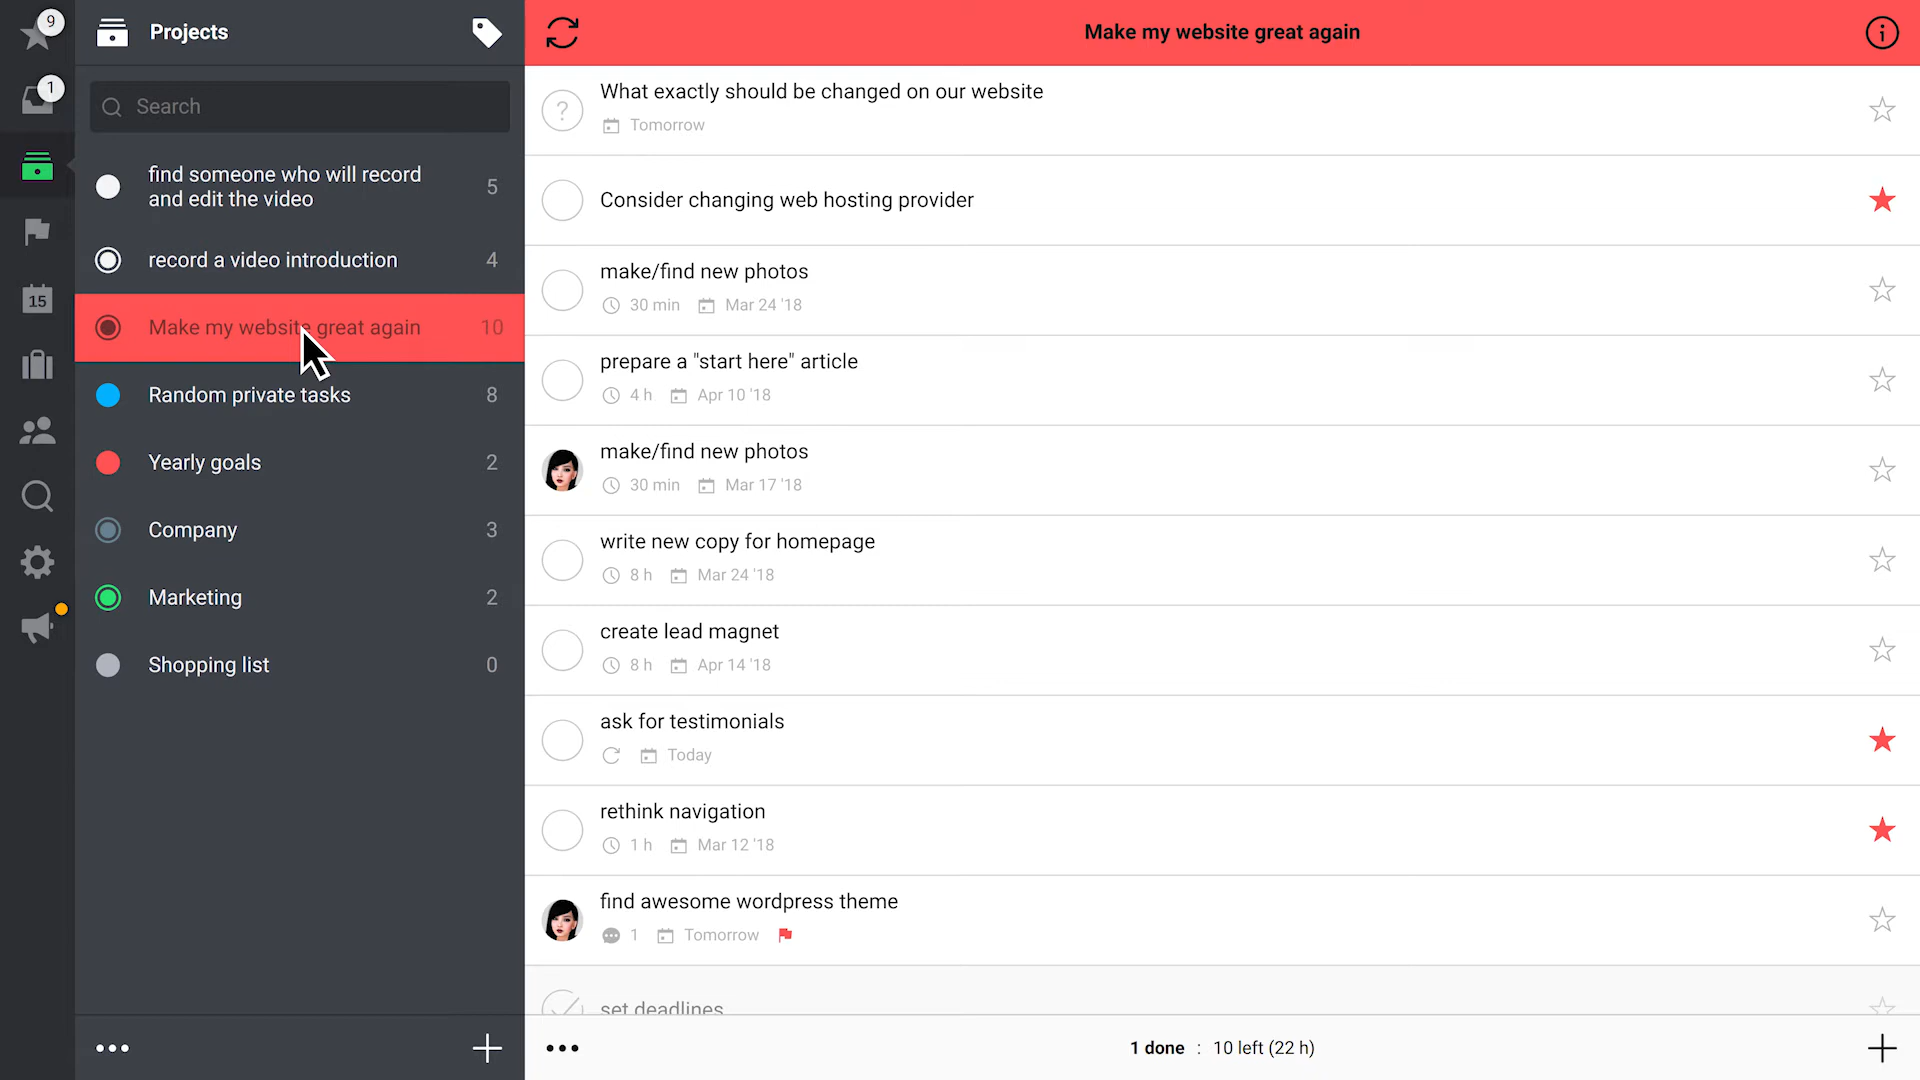 9
Projects
Make my website great again
1
Search
15
find someone who will record
and edit the video
5
record a video introduction
4
Make my website great again
10
Random private tasks
8
Yearly goals
2
Company
3
Marketing
2
Shopping list
0
What exactly should be changed on our website
?
Tomorrow
Consider changing web hosting provider
make/find new photos
30 min Mar 24 '18
prepare a "start here" article
4 h Apr 10 '18
make/find new photos
30 min Mar 17 '18
write new copy for homepage
8 h Mar 24 '18
create lead magnet
8 h Apr 14 '18
ask for testimonials
Today
rethink navigation
1 h Mar 12 '18
find awesome wordpress theme
1 Tomorrow
set deadlines
1 done : 10 left (22 h)